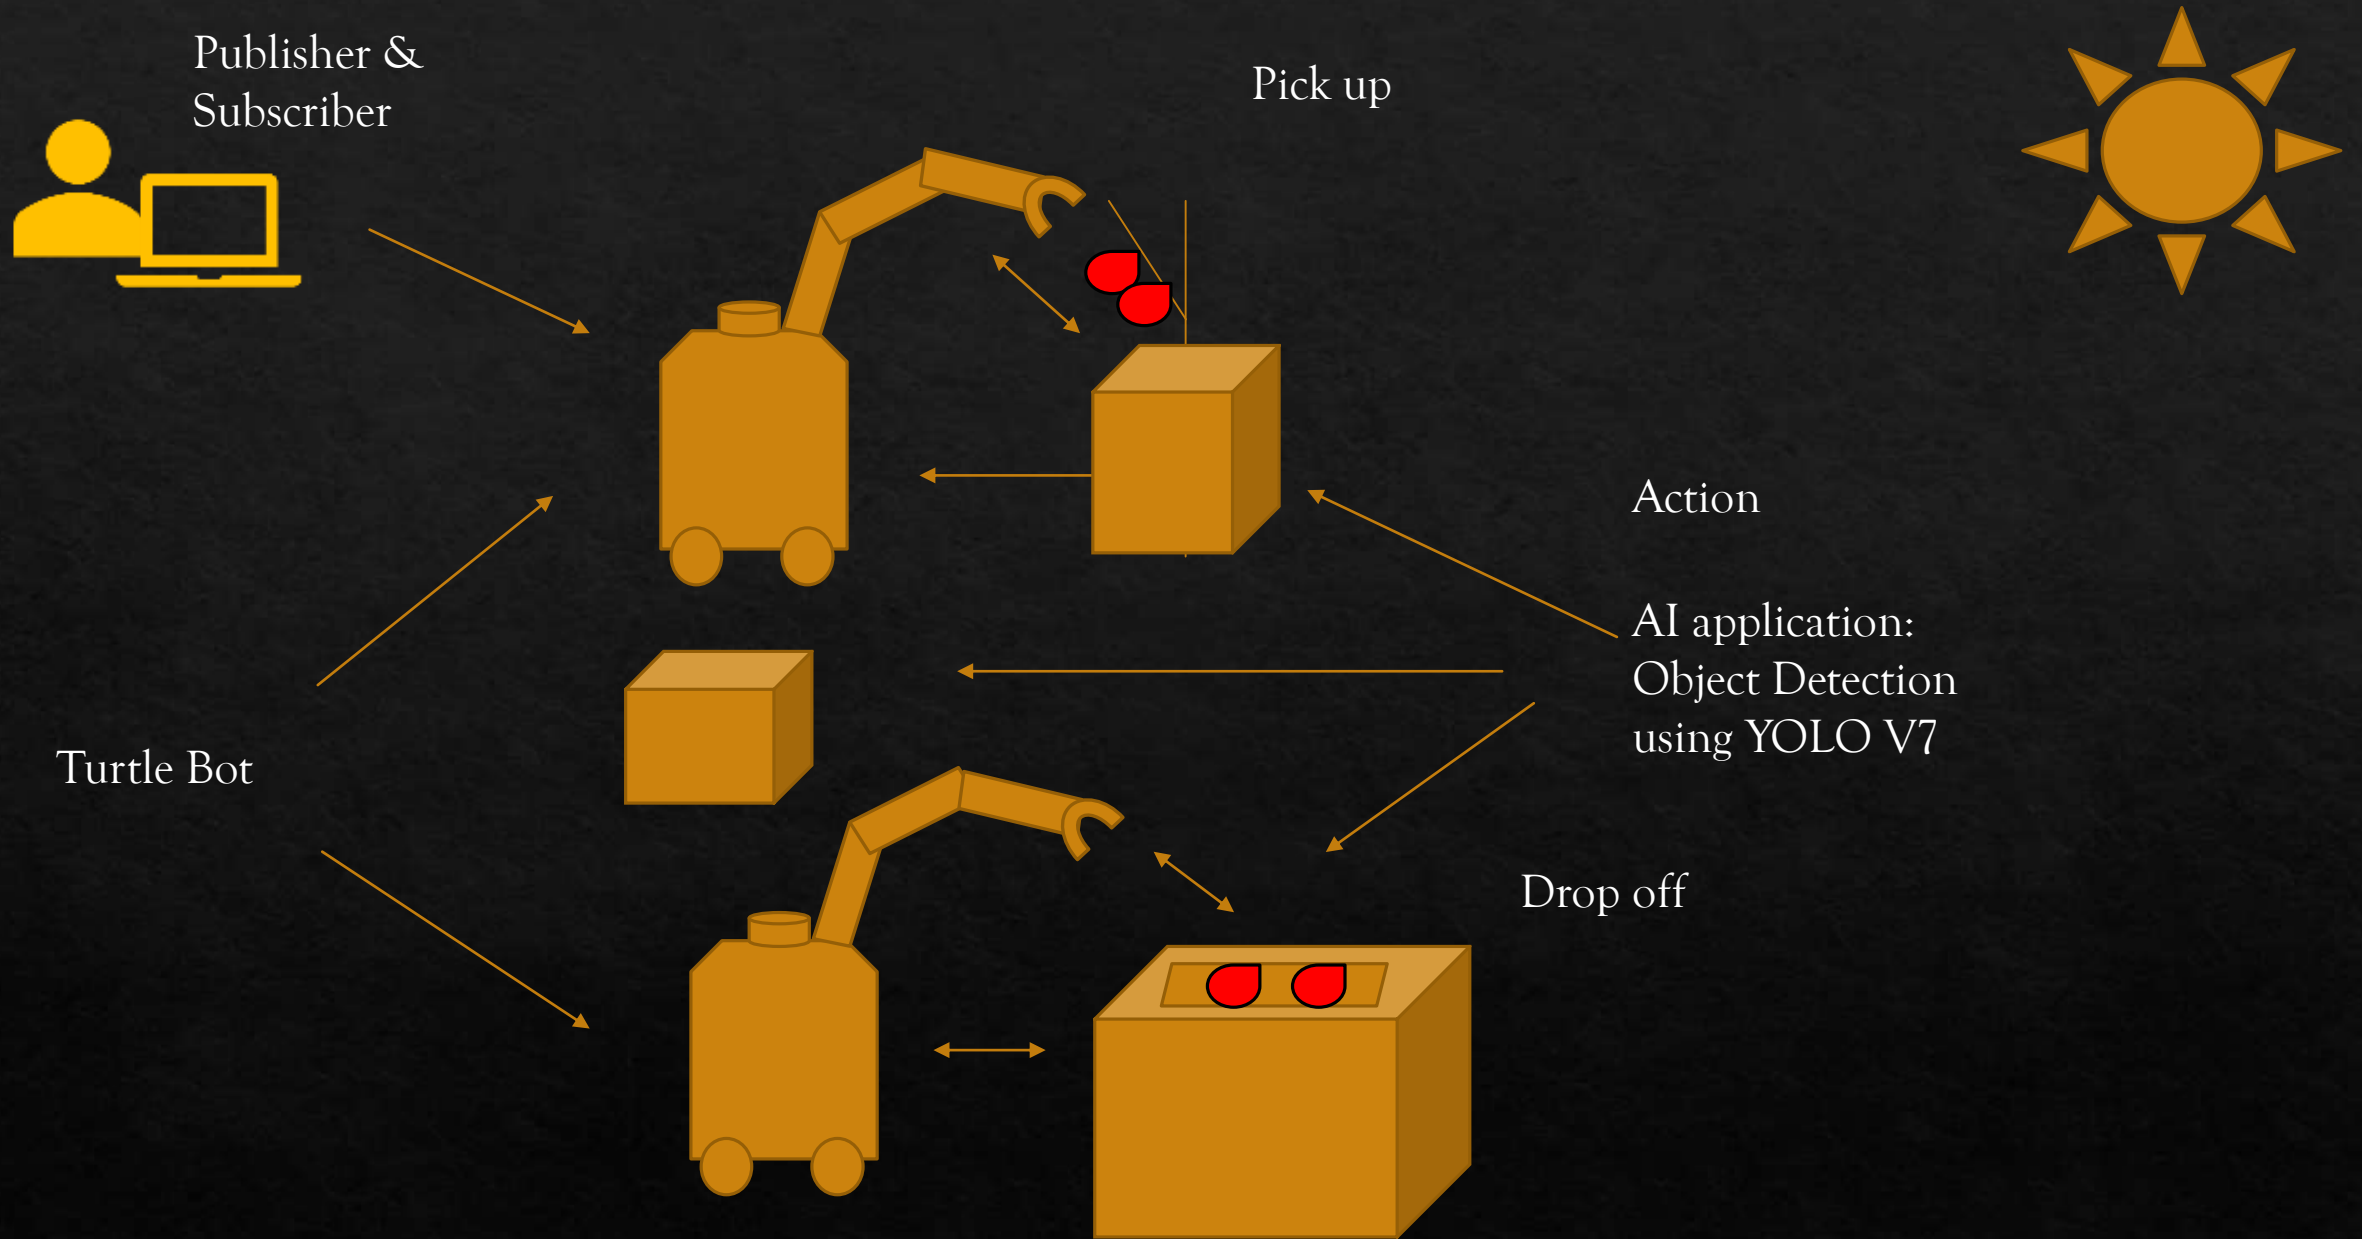 Publisher &
Subscriber
Pick up
Action
AI application:
Object Detection
using YOLO V7
Turtle Bot
Drop off